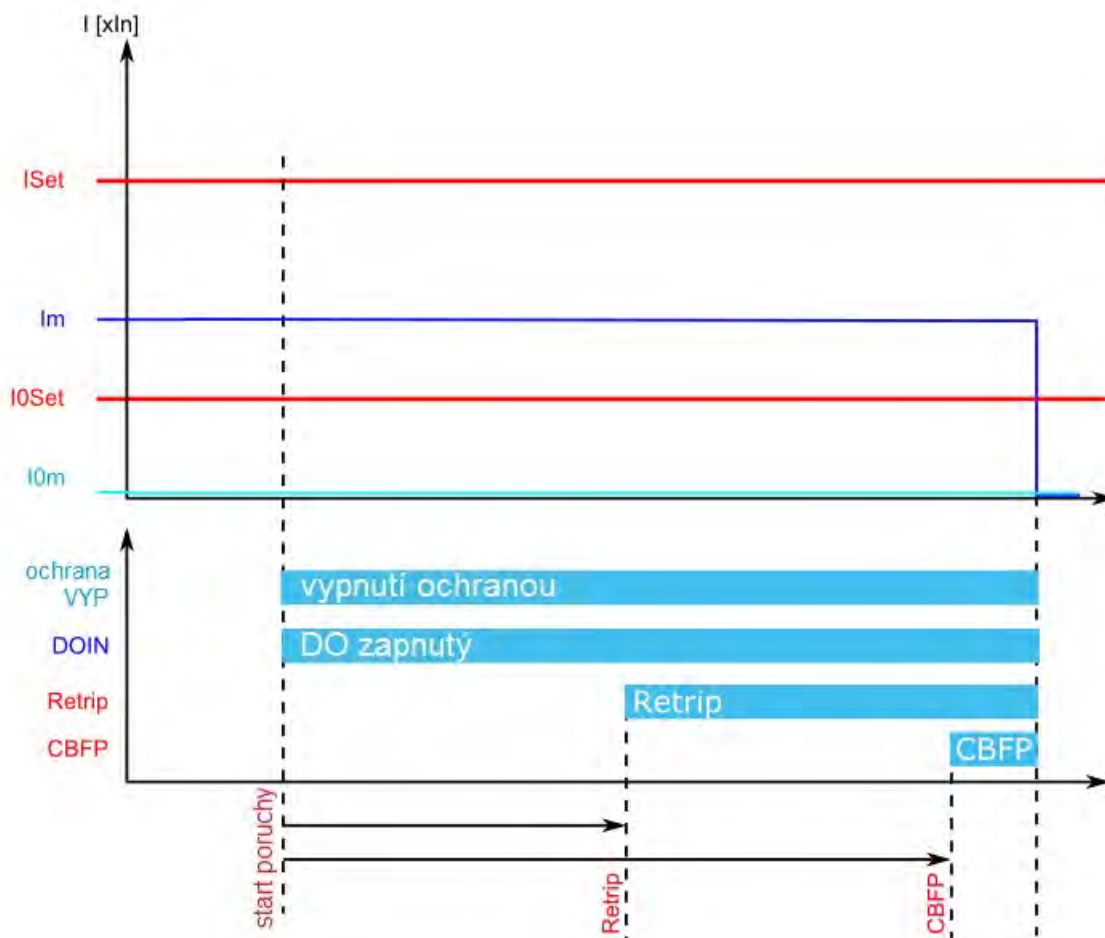 I [xIn]
ISet
Im
I0Set
I0m
ochrana
VYP
vypnutí ochranou
DOIN
DO zapnutý
Retrip
Retrip
CBFP
CBFP
start poruchy
Retrip
CBFP